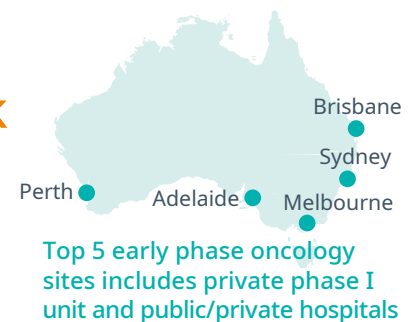 Brisbane
Sydney
Perth
Adelaide
Melbourne
Top 5 early phase oncology
sites includes private phase I
unit and public/private hospitals